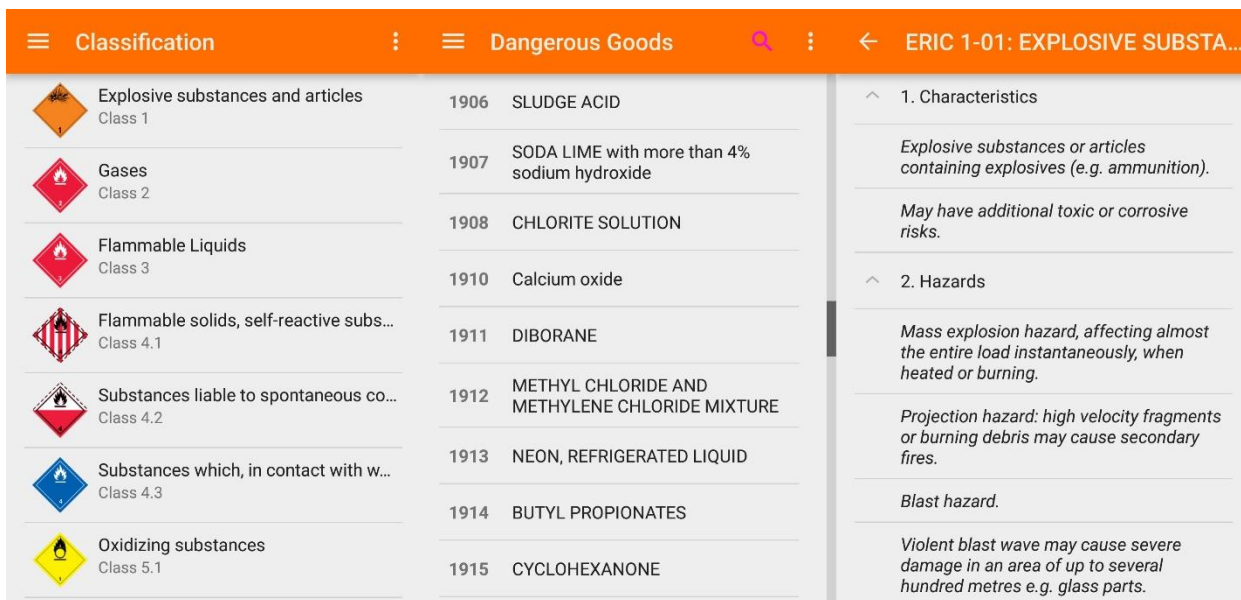 Classification
Explosive substances and articles
Class 1
Gases
Class 2
Flammable Liquids
Class 3
Flammable solids, self-reactive subs...
Class 4.1
Substances liable to spontaneous co...
Class 4.2
Substances which, in contact with w...
Class 4.3
Oxidizing substances
Class 5.1
Dangerous Goods
1906 SLUDGE ACID
1907 SODA LIME with more than 4%
sodium hydroxide
1908 CHLORITE SOLUTION
1910 Calcium oxide
1911 DIBORANE
1912 METHYL CHLORIDE AND
METHYLENE CHLORIDE MIXTURE
1913 NEON, REFRIGERATED LIQUID
1914 BUTYL PROPIONATES
1915 CYCLOHEXANONE
ERIC 1-01: EXPLOSIVE SUBSTA...
1. Characteristics
Explosive substances or articles
containing explosives (e.g. ammunition).
May have additional toxic or corrosive
risks.
2. Hazards
Mass explosion hazard, affecting almost
the entire load instantaneously, when
heated or burning.
Projection hazard: high velocity fragments
or burning debris may cause secondary
fires.
Blast hazard.
Violent blast wave may cause severe
damage in an area of up to several
hundred metres e.g. glass parts.